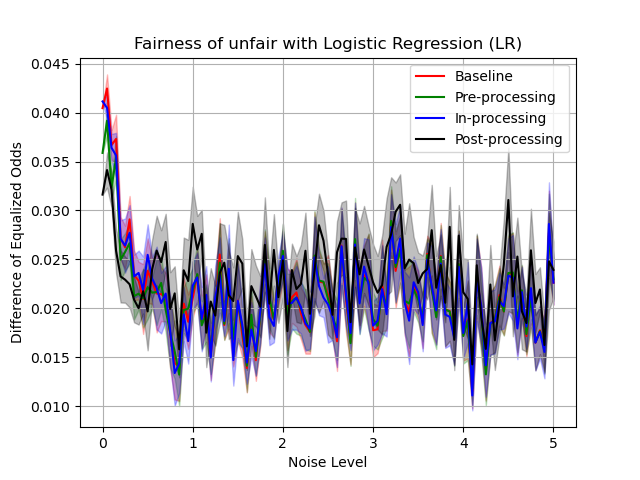 Fairness of unfair with Logistic Regression (LR)
Baseline
Pre-processing
In-processing
Post-processing
Difference of Equalized Odds
0.045
0.040
0.035
0.030
0.025
0.020
0.015
0.010
0 1 2 3 4 5
Noise Level